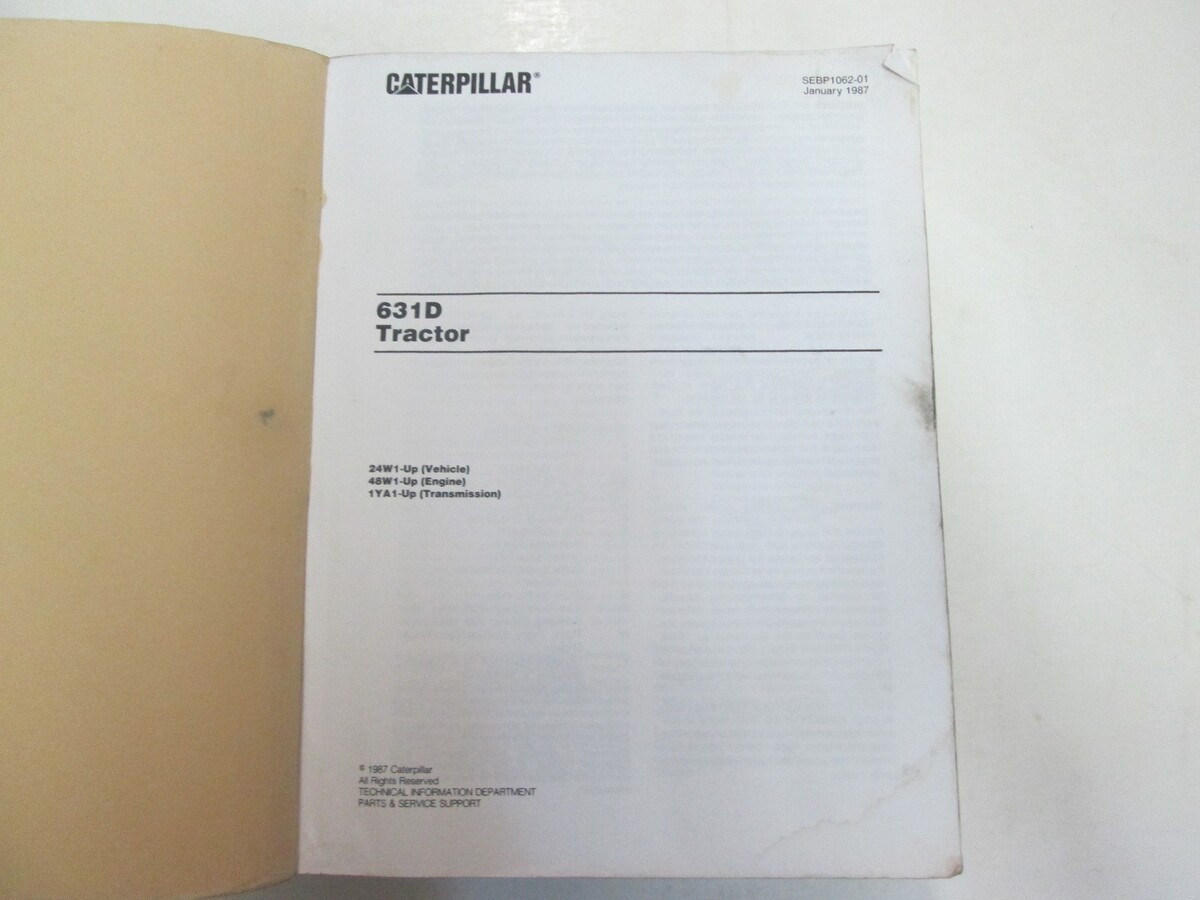 CATERPILLAR®
SEBP1062-01
January 1987
631D
Tractor
24W1-Up (Vehicle)
48W1-Up (Engine)
1YA1-Up (Transmission)
© 1987 Caterpillar
All Rights Reserved
TECHNICAL INFORMATION DEPARTMENT
PARTS & SERVICE SUPPORT